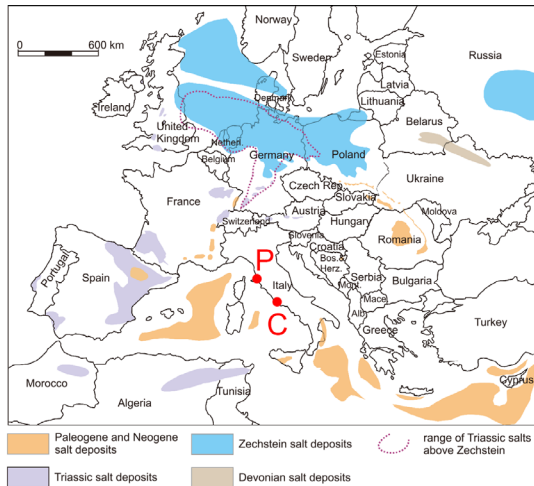 Norway
0
600 km
Sweden
Russia
Estonia
Latvia
Lithuania
Denmark
Ireland
United
Kingdom
Belarus
Nethen.
Belgium
Germany
Poland
Ukraine
Czech Rep.
Slovakia
France
Switzerland
Austria
Hungary
Moldova
Slovenia
Croatia
Romania
Bos.&
Herz.
Serbia
Portugal
Spain
P
Italy
Mont.
Bulgaria
Mace.
C
Alb.
Greece
Turkey
Cyprus
Morocco
Algeria
Tunisia
Paleogene and Neogene
salt deposits
Zechstein salt deposits
range of Triassic salts
above Zechstein
Triassic salt deposits
Devonian salt deposits